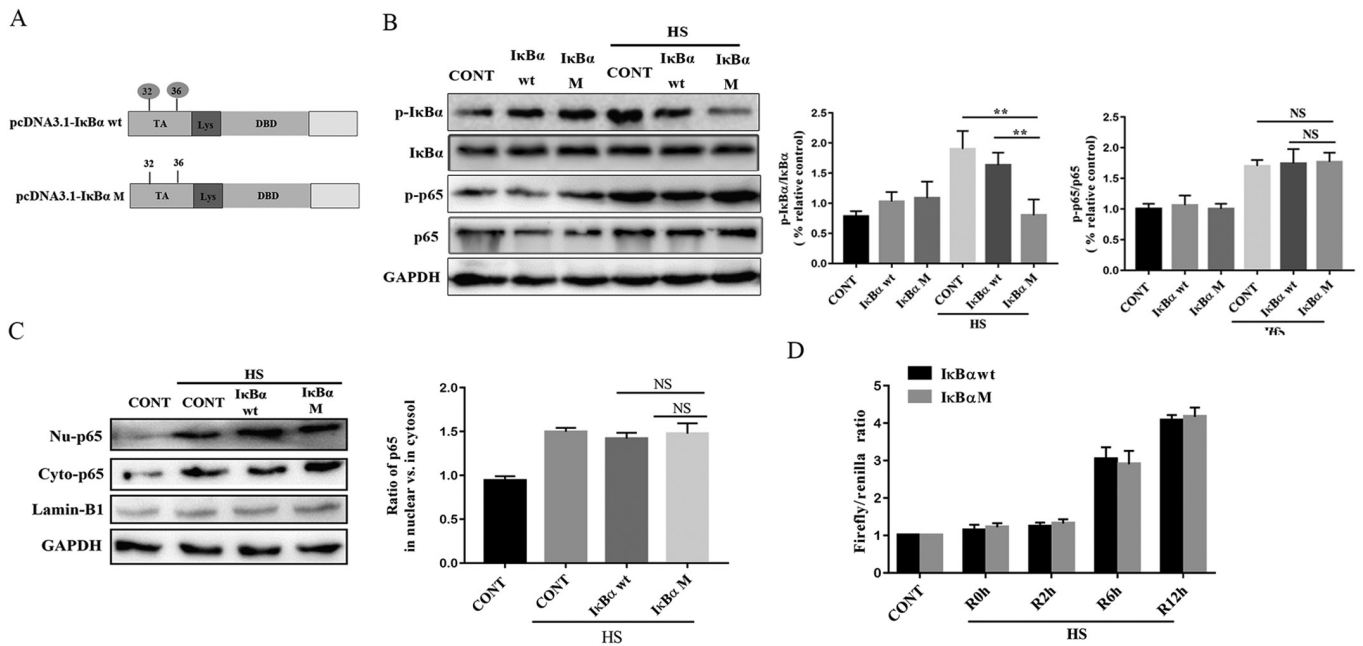 A
32 36
pcDNA3.1-IκBα wt TA Lys DBD
32 36
pcDNA3.1-IκBα M TA Lys DBD
B
HS
CONT IκBα wt IκBα M CONT IκBα wt IκBα M
p-IκBα
IκBα
p-p65
p65
GAPDH
p-IκBα/IκBα
( % relative control)
2.5
2.0
1.5
1.0
0.5
0.0
**
**
CONT IκBα wt IκBα M CONT IκBα wt IκBα M
HS
p-p65/p65
( % relative control)
2.5
2.0
1.5
1.0
0.5
0.0
NS
NS
CONT IκBα wt IκBα M CONT IκBα wt IκBα M
C
HS
CONT CONT IκBα wt IκBα M
Nu-p65
Cyto-p65
Lamin-B1
GAPDH
Ratio of p65
in nuclear vs. in cytosol
2.0
1.5
1.0
0.5
0.0
NS
NS
CONT CONT IκBα wt IκBα M
HS
D
IκBαwt
IκBαM
Firefly/renilla ratio
5
4
3
2
1
0
CONT R0h R2h R6h R12h
HS